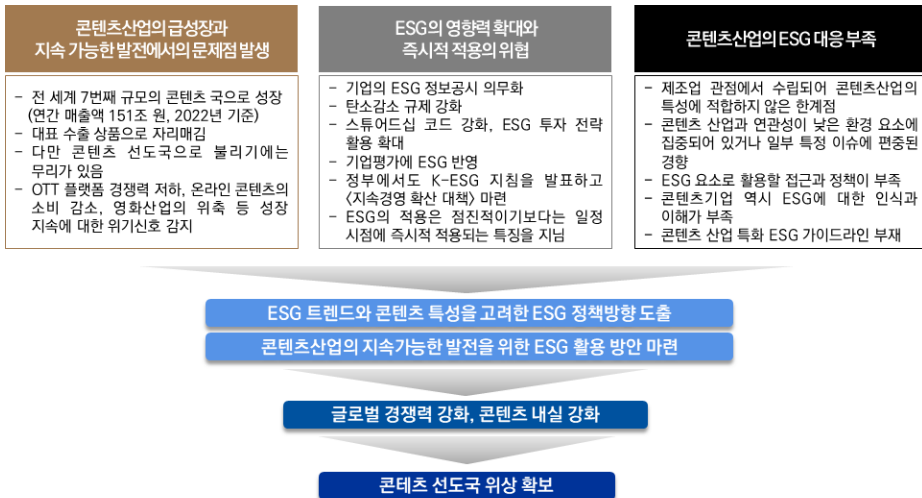 콘텐츠산업의 급성장과
지속 가능한 발전에서의 문제점 발생
- 전 세계 7번째 규모의 콘텐츠 국으로 성장
(연간 매출액 151조 원, 2022년 기준)
- 대표 수출 상품으로 자리매김
- 다만 콘텐츠 선도국으로 불리기에는
무리가 있음
- OTT 플랫폼 경쟁력 저하, 온라인 콘텐츠의
소비 감소, 영화산업의 위축 등 성장
지속에 대한 위기신호 감지
ESG의 영향력 확대와
즉시적 적용의 위협
- 기업의 ESG 정보공시 의무화
- 탄소감소 규제 강화
- 스튜어드십 코드 강화, ESG 투자 전략
활용 확대
- 기업평가에 ESG 반영
- 정부에서도 K-ESG 지침을 발표하고
〈지속경영 확산 대책〉 마련
- ESG의 적용은 점진적이기보다는 일정
시점에 즉시적 적용되는 특징을 지님
콘텐츠산업의 ESG 대응 부족
- 제조업 관점에서 수립되어 콘텐츠산업의
특성에 적합하지 않은 한계점
- 콘텐츠 산업과 연관성이 낮은 환경 요소에
집중되어 있거나 일부 특정 이슈에 편중된
경향
- ESG 요소로 활용할 접근과 정책이 부족
- 콘텐츠기업 역시 ESG에 대한 인식과
이해가 부족
- 콘텐츠 산업 특화 ESG 가이드라인 부재
ESG 트렌드와 콘텐츠 특성을 고려한 ESG 정책방향 도출
콘텐츠산업의 지속가능한 발전을 위한 ESG 활용 방안 마련
글로벌 경쟁력 강화, 콘텐츠 내실 강화
콘테츠 선도국 위상 확보